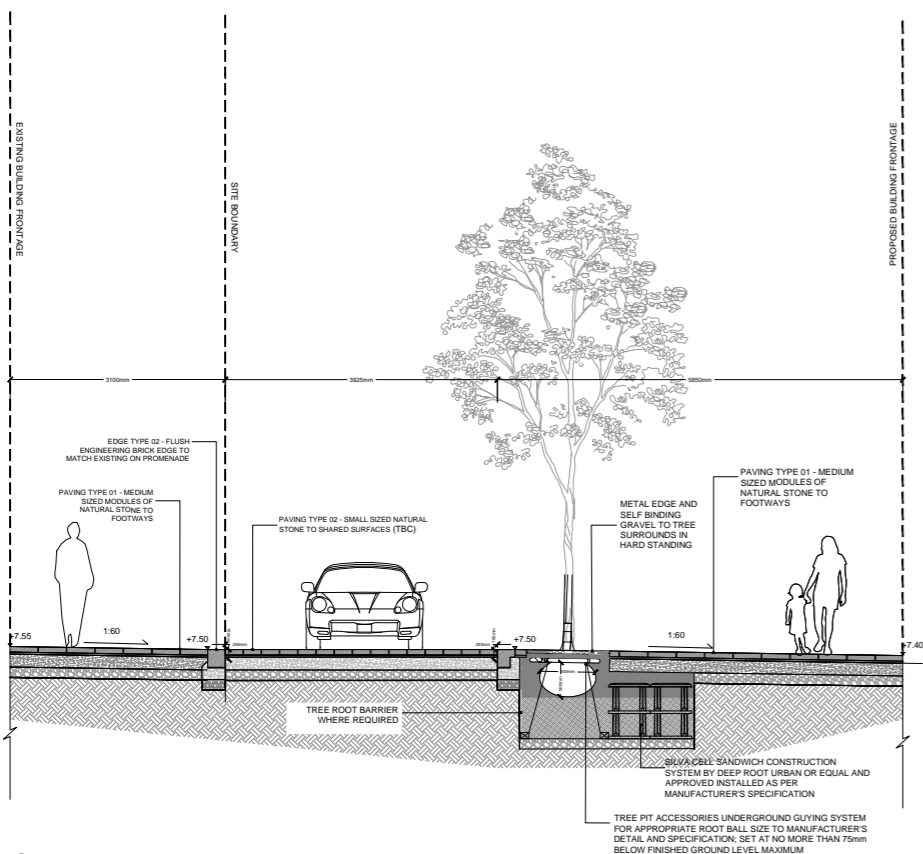 EXISTING BUILDING FRONTAGE
SITE BOUNDARY
PROPOSED BUILDING FRONTAGE
3100mm
3925mm
5850mm
EDGE TYPE 02 - FLUSH
ENGINEERING BRICK EDGE TO
MATCH EXISTING ON PROMENADE
PAVING TYPE 01 - MEDIUM
SIZED MODULES OF
NATURAL STONE TO
FOOTWAYS
PAVING TYPE 02 - SMALL SIZED NATURAL
STONE TO SHARED SURFACES (TBC)
METAL EDGE AND
SELF BINDING
GRAVEL TO TREE
SURROUNDS IN
HARD STANDING
PAVING TYPE 01 - MEDIUM
SIZED MODULES OF
NATURAL STONE TO
FOOTWAYS
+7.55
1:60
+7.50
+7.50
1:60
+7.40
TREE ROOT BARRIER
WHERE REQUIRED
SILVA CELL SANDWICH CONSTRUCTION
SYSTEM BY DEEP ROOT URBAN OR EQUAL AND
APPROVED INSTALLED AS PER
MANUFACTURER'S SPECIFICATION
TREE PIT ACCESSORIES UNDERGROUND GUYING SYSTEM
FOR APPROPRIATE ROOT BALL SIZE TO MANUFACTURER'S
DETAIL AND SPECIFICATION; SET AT NO MORE THAN 75mm
BELOW FINISHED GROUND LEVEL MAXIMUM